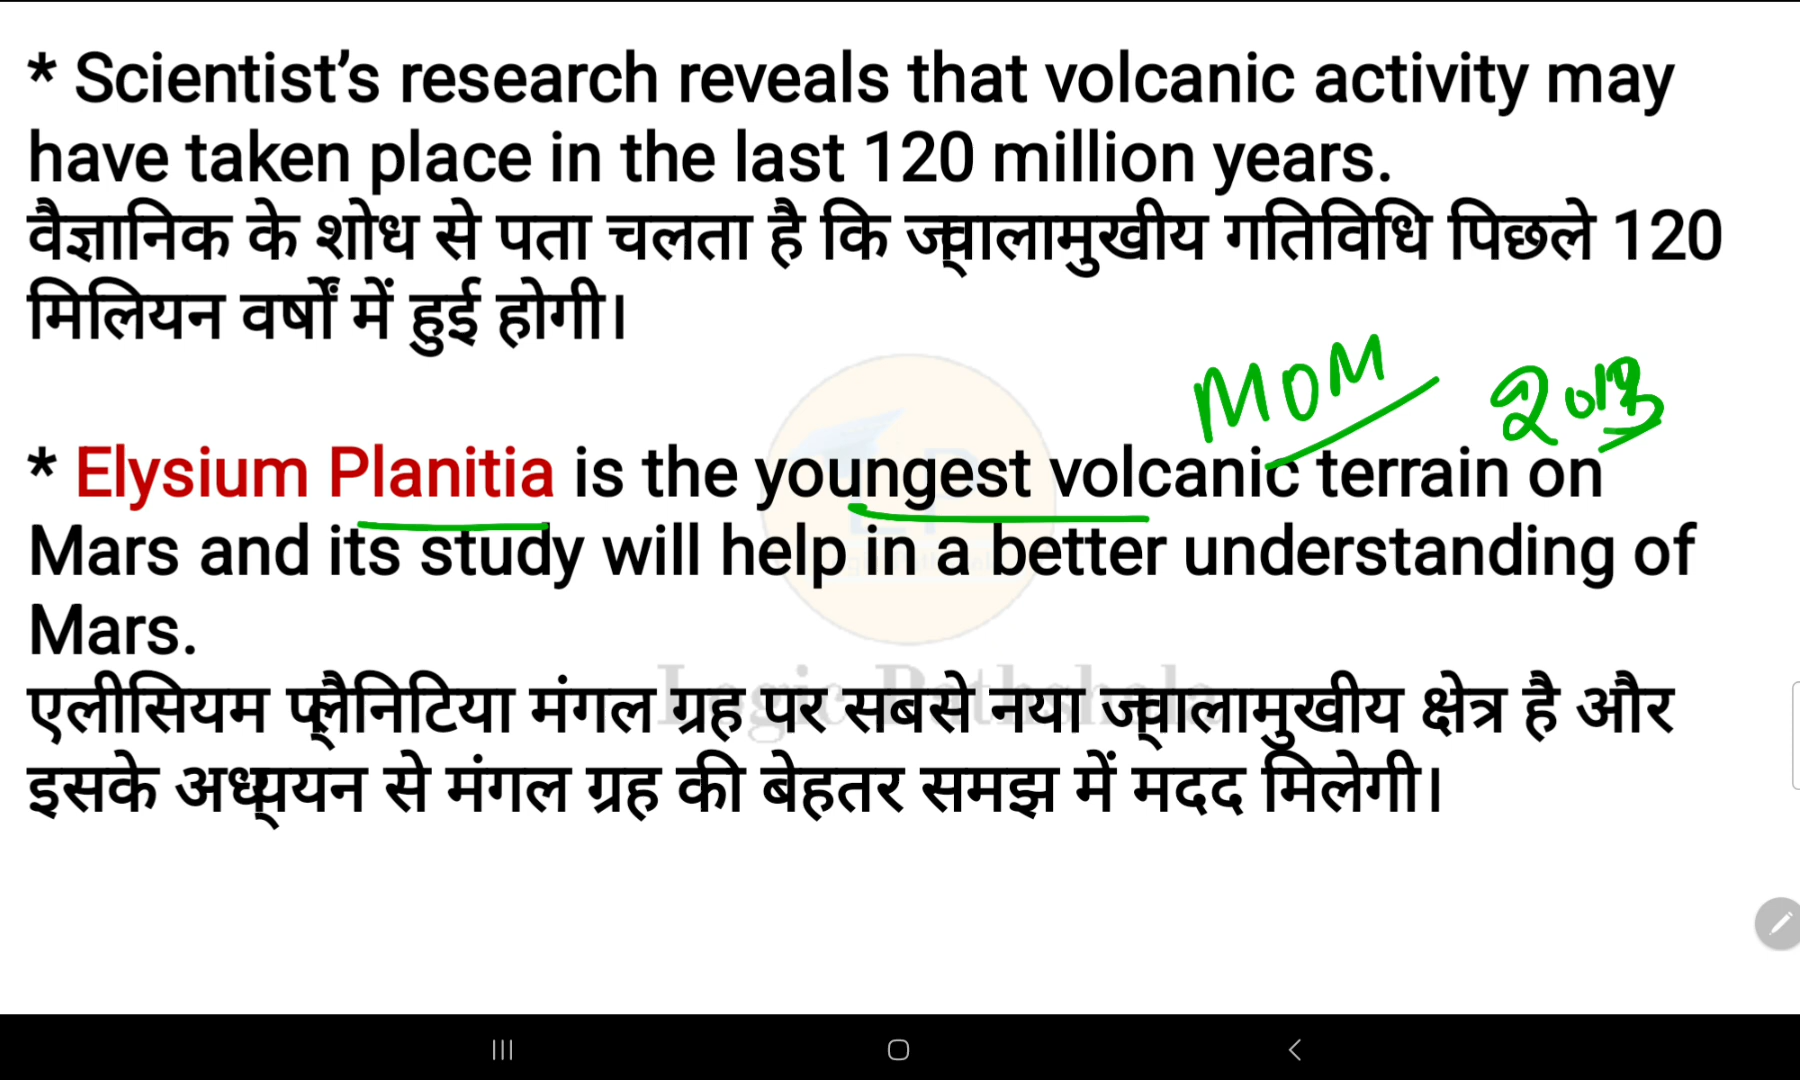 * Scientist’s research reveals that volcanic activity may
have taken place in the last 120 million years.
वैज्ञानिक के शोध से पता चलता है कि ज्वालामुखीय गतिविधि पिछले 120
मिलियन वर्षों में हुई होगी।
MOM 2013
* Elysium Planitia is the youngest volcanic terrain on
Mars and its study will help in a better understanding of
Mars.
Logic Pathshala
एलीसियम प्लैनिटिया मंगल ग्रह पर सबसे नया ज्वालामुखीय क्षेत्र है और
इसके अध्ययन से मंगल ग्रह की बेहतर समझ में मदद मिलेगी।